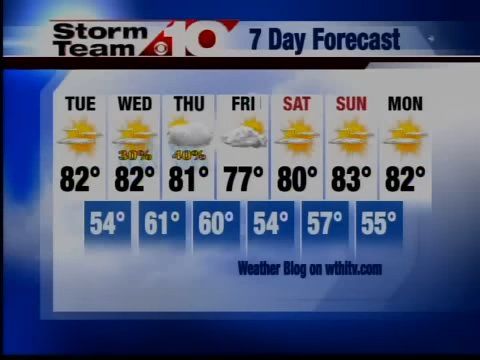 Storm
Team 10
7 Day Forecast
TUE WED THU FRI SAT SUN MON
30% 40%
82° 82° 81° 77° 80° 83° 82°
54° 61° 60° 54° 57° 55°
Weather Blog on wthitv.com